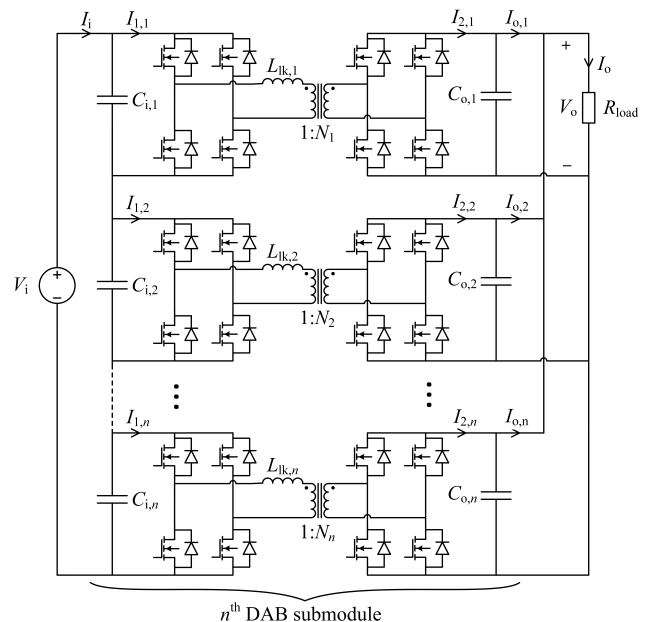 I_i I_1,1 I_2,1 I_o,1
+ I_o
L_lk,1
C_i,1 C_o,1 V_o R_load
1:N_1
−
I_1,2 I_2,2 I_o,2
L_lk,2
V_i + − C_i,2 C_o,2
1:N_2
⋮ ⋮
I_1,n I_2,n I_o,n
L_lk,n
C_i,n C_o,n
1:N_n
n^th DAB submodule